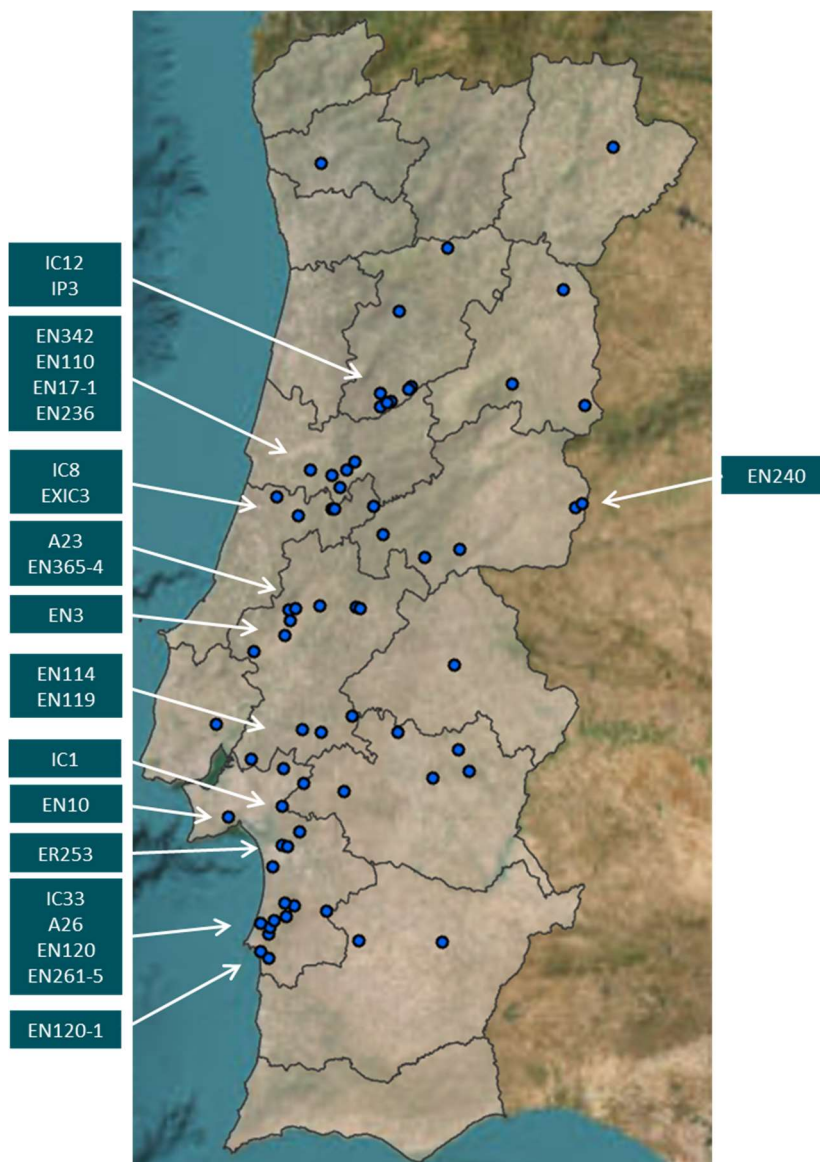 IC12
IP3
EN342
EN110
EN17-1
EN236
IC8
EXIC3
EN240
A23
EN365-4
EN3
EN114
EN119
IC1
EN10
ER253
IC33
A26
EN120
EN261-5
EN120-1